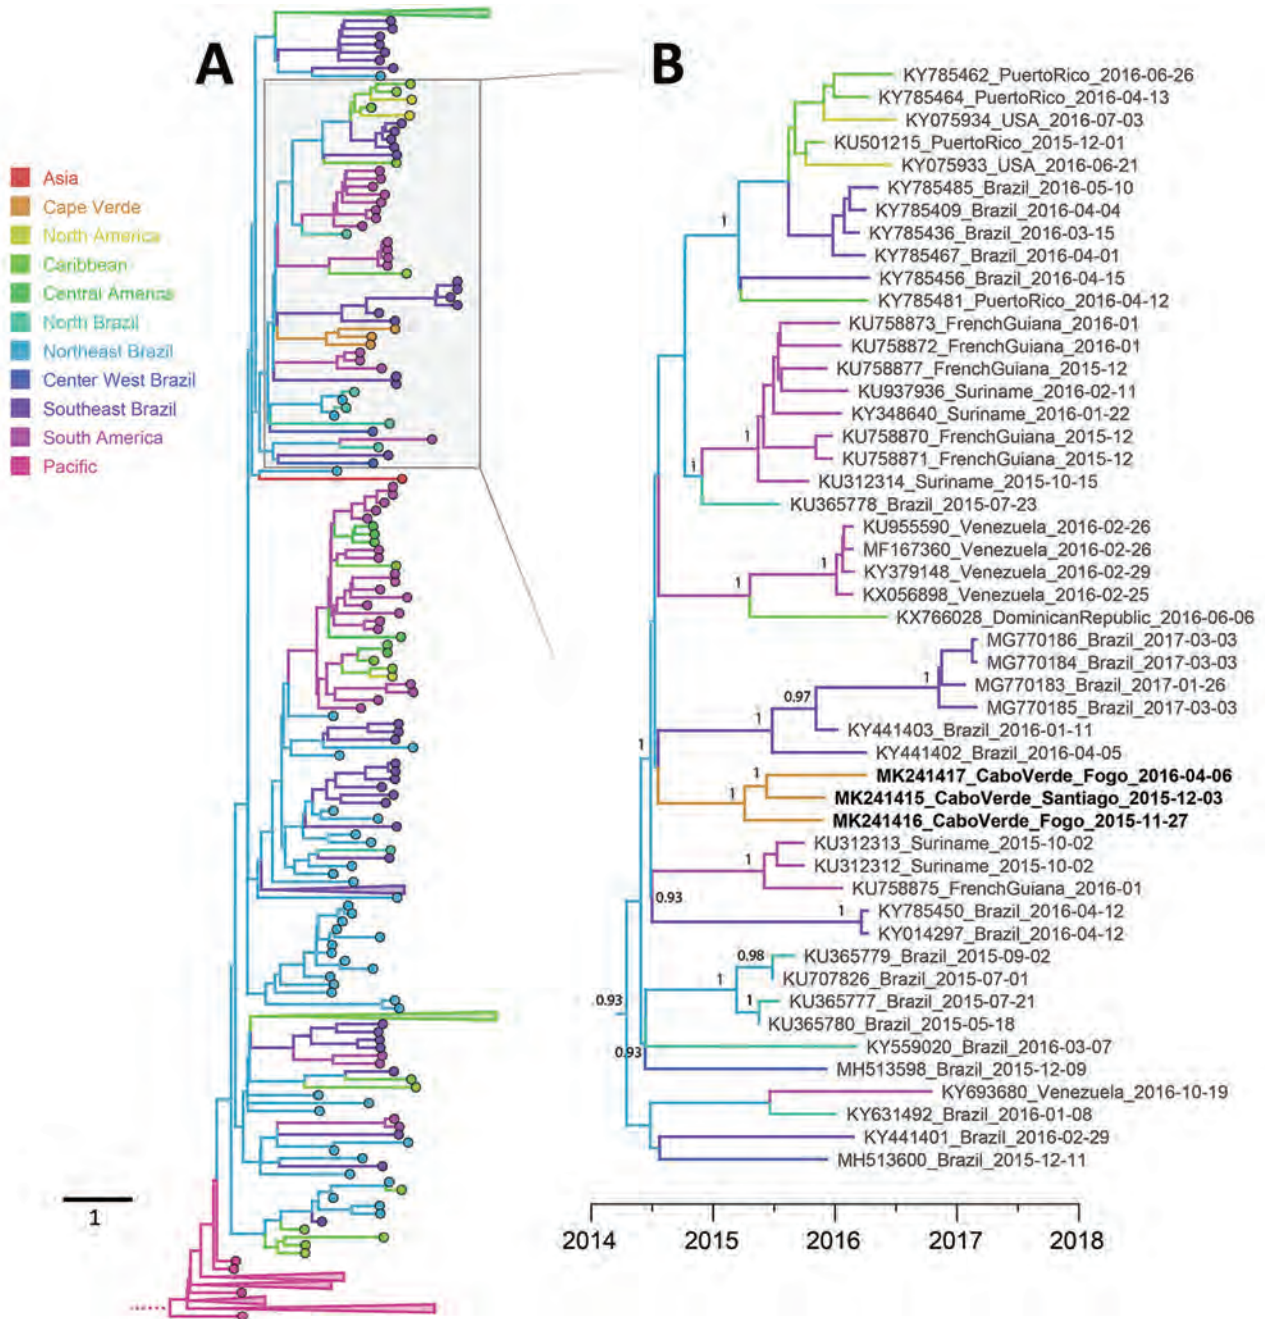 A
B
Asia
Cape Verde
North America
Caribbean
Central America
North Brazil
Northeast Brazil
Center West Brazil
Southeast Brazil
South America
Pacific
1
KY785462_PuertoRico_2016-06-26
KY785464_PuertoRico_2016-04-13
KY075934_USA_2016-07-03
KU501215_PuertoRico_2015-12-01
KY075933_USA_2016-06-21
KY785485_Brazil_2016-05-10
1
KY785409_Brazil_2016-04-04
KY785436_Brazil_2016-03-15
KY785467_Brazil_2016-04-01
KY785456_Brazil_2016-04-15
KY785481_PuertoRico_2016-04-12
KU758873_FrenchGuiana_2016-01
KU758872_FrenchGuiana_2016-01
KU758877_FrenchGuiana_2015-12
KU937936_Suriname_2016-02-11
KY348640_Suriname_2016-01-22
1
KU758870_FrenchGuiana_2015-12
KU758871_FrenchGuiana_2015-12
1
KU312314_Suriname_2015-10-15
KU365778_Brazil_2015-07-23
KU955590_Venezuela_2016-02-26
MF167360_Venezuela_2016-02-26
1
KY379148_Venezuela_2016-02-29
1
KX056898_Venezuela_2016-02-25
KX766028_DominicanRepublic_2016-06-06
MG770186_Brazil_2017-03-03
MG770184_Brazil_2017-03-03
1
MG770183_Brazil_2017-01-26
0.97
MG770185_Brazil_2017-03-03
1
KY441403_Brazil_2016-01-11
1
KY441402_Brazil_2016-04-05
1
MK241417_CaboVerde_Fogo_2016-04-06
1
MK241415_CaboVerde_Santiago_2015-12-03
MK241416_CaboVerde_Fogo_2015-11-27
KU312313_Suriname_2015-10-02
1
KU312312_Suriname_2015-10-02
KU758875_FrenchGuiana_2016-01
0.93
1
KY785450_Brazil_2016-04-12
KY014297_Brazil_2016-04-12
0.98
KU365779_Brazil_2015-09-02
1
KU707826_Brazil_2015-07-01
0.93
1
KU365777_Brazil_2015-07-21
KU365780_Brazil_2015-05-18
0.93
KY559020_Brazil_2016-03-07
MH513598_Brazil_2015-12-09
KY693680_Venezuela_2016-10-19
KY631492_Brazil_2016-01-08
KY441401_Brazil_2016-02-29
MH513600_Brazil_2015-12-11
2014 2015 2016 2017 2018